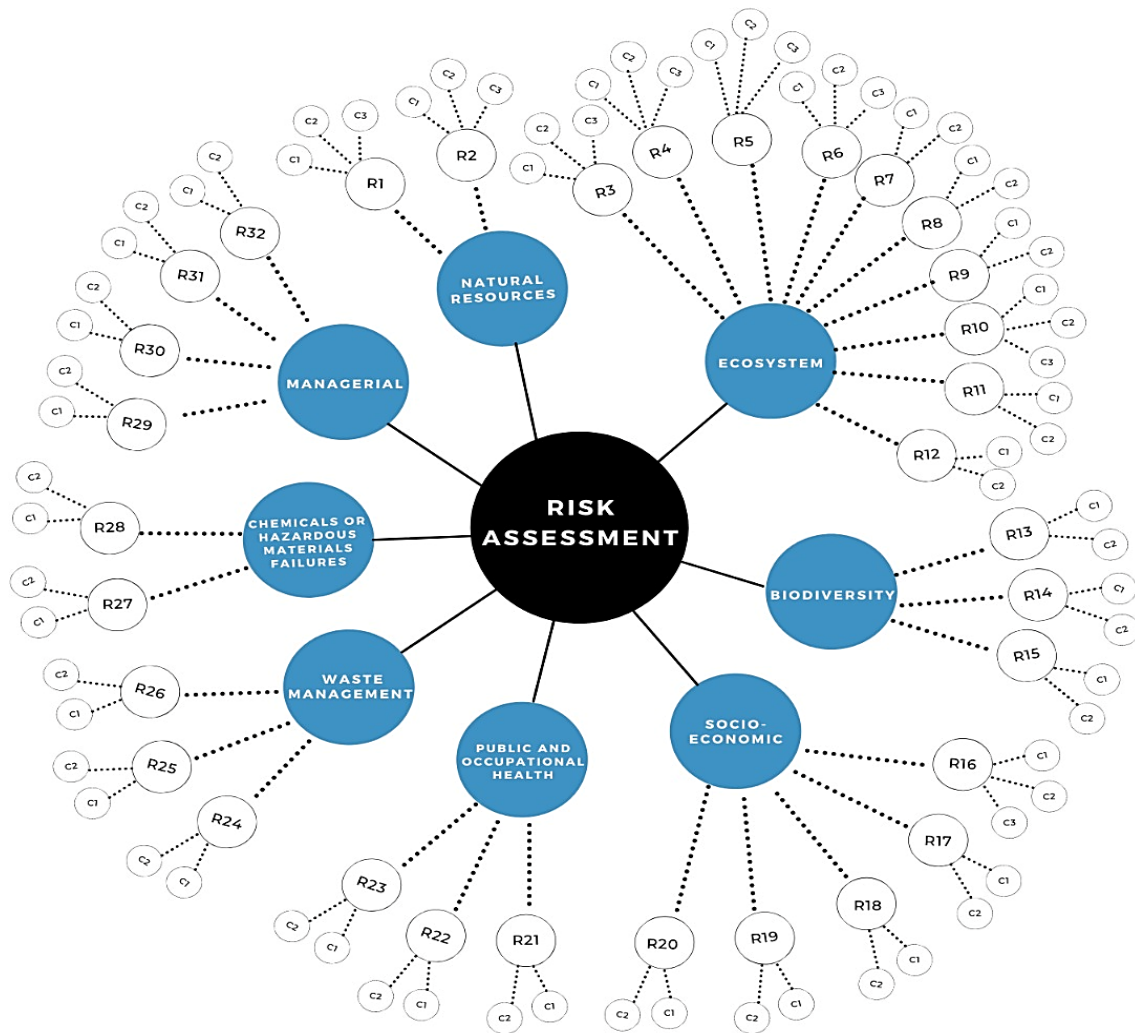 RISK
ASSESSMENT
NATURAL
RESOURCES
R1
C1
C2
C3
R2
C1
C2
C3
ECOSYSTEM
R3
C1
C2
C3
R4
C1
C2
C3
R5
C1
C2
C3
R6
C1
C2
C3
R7
C1
C2
R8
C1
C2
R9
C1
C2
R10
C1
C2
C3
R11
C1
C2
R12
C1
C2
BIODIVERSITY
R13
C1
C2
R14
C1
C2
R15
C1
C2
SOCIO-
ECONOMIC
R16
C1
C2
C3
R17
C1
C2
R18
C1
C2
R19
C1
C2
R20
C1
C2
PUBLIC AND
OCCUPATIONAL
HEALTH
R21
C1
C2
R22
C1
C2
R23
C1
C2
WASTE
MANAGEMENT
R24
C1
C2
R25
C1
C2
R26
C1
C2
CHEMICALS OR
HAZARDOUS
MATERIALS
FAILURES
R27
C1
C2
R28
C1
C2
MANAGERIAL
R29
C1
C2
R30
C1
C2
R31
C1
C2
R32
C1
C2